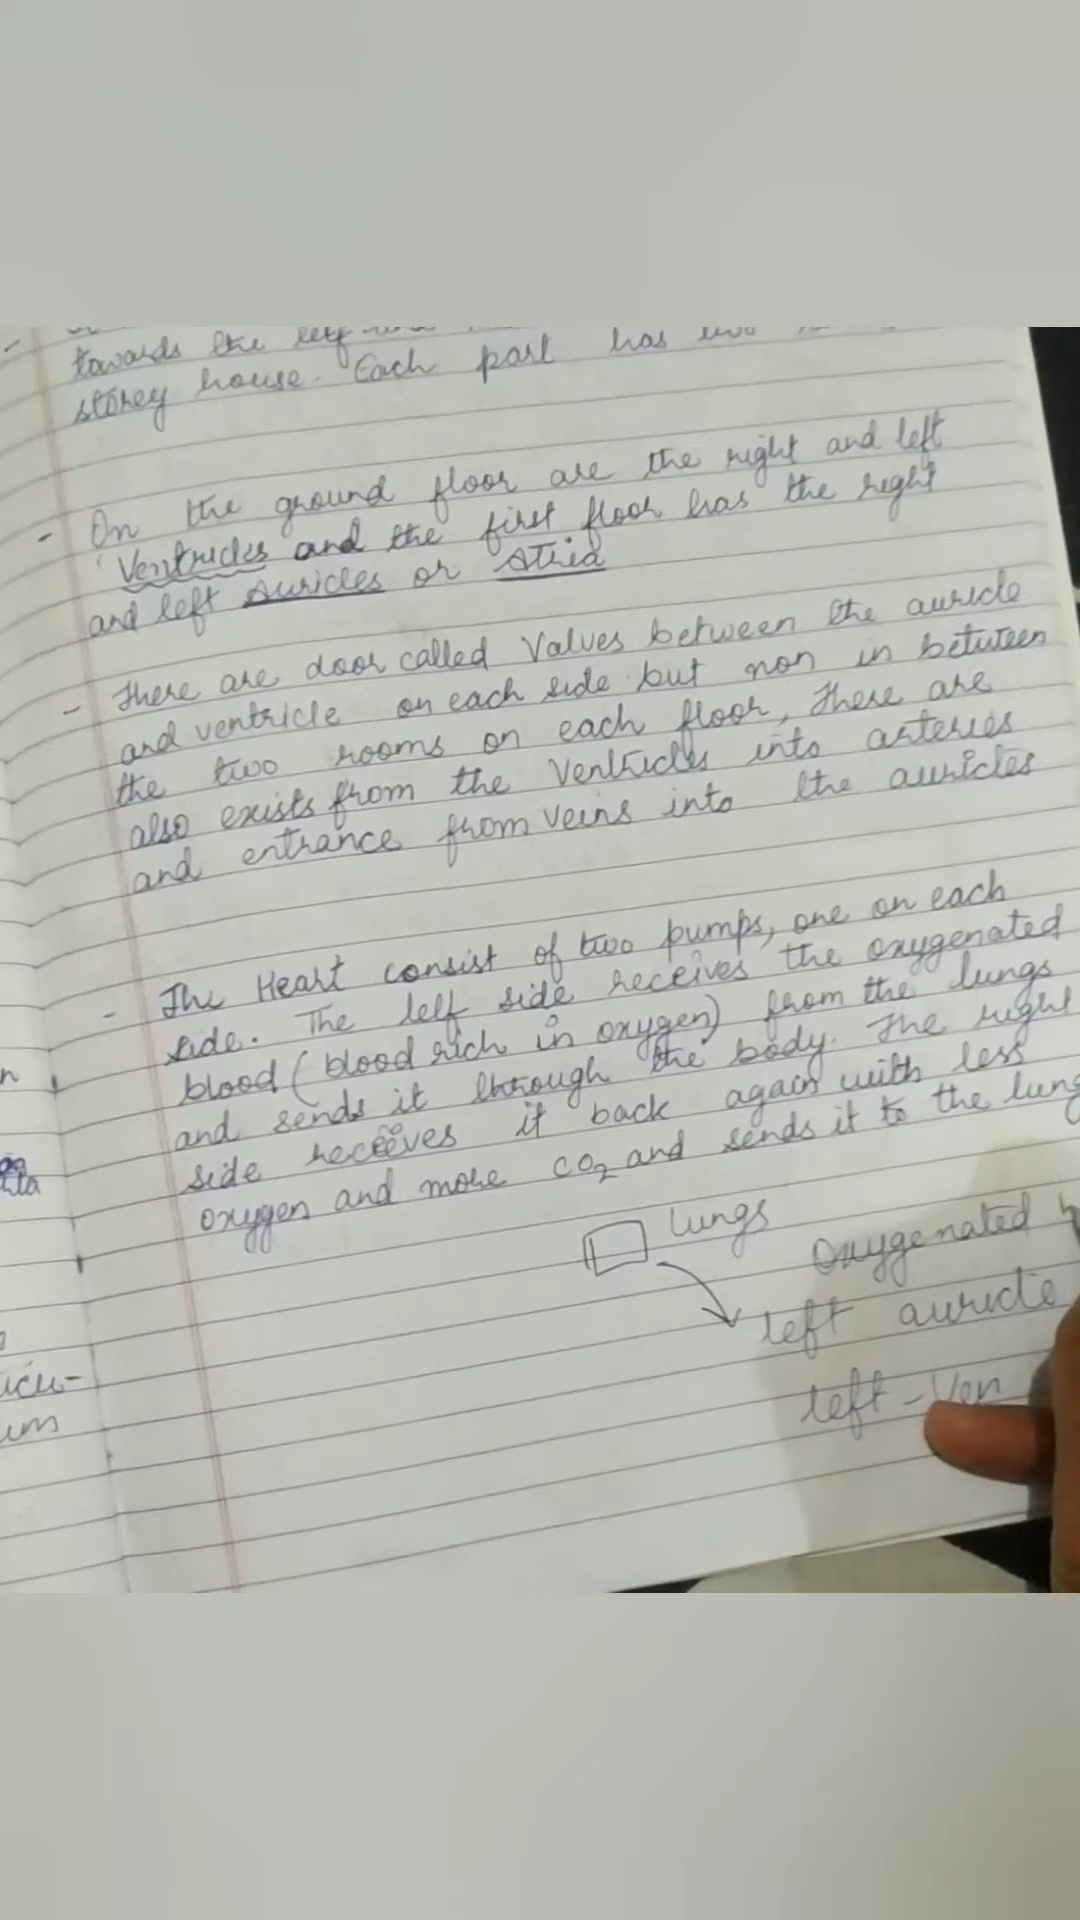 towards the
storey house. Each part has two
- On the ground floor are the right and left
Ventricles and the first floor has the right
and left Auricles or Atria
- There are door called Valves between the auricle
and ventricle on each side but non in between
the two rooms on each floor, There are
also exists from the Ventricles into arteries
and entrance from veins into the auricles
- The Heart consist of two pumps, one on each
side. The left side receives the oxygenated
blood (blood rich in oxygen) from the lungs
and sends it through the body. The right
side receives it back again with less
oxygen and more CO2 and sends it to the lung
lungs
Oxygenated
left auricle
left - Ven